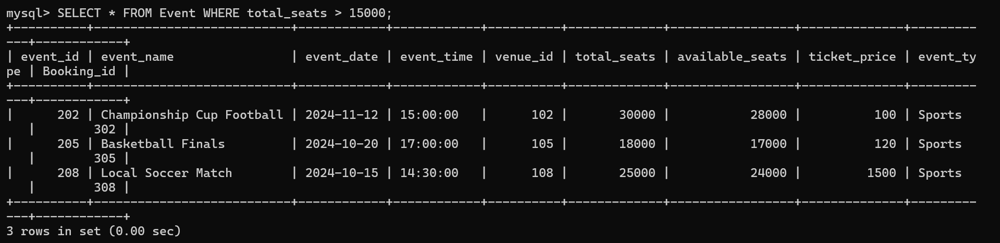 mysql> SELECT * FROM Event WHERE total_seats > 15000;
+----------+---------------------------+------------+------------+----------+-------------+-----------------+--------------+---------
---+------------+
| event_id | event_name                | event_date | event_time | venue_id | total_seats | available_seats | ticket_price | event_ty
pe | Booking_id |
+----------+---------------------------+------------+------------+----------+-------------+-----------------+--------------+---------
---+------------+
|      202 | Championship Cup Football | 2024-11-12 | 15:00:00   |      102 |       30000 |           28000 |          100 | Sports
   |        302 |
|      205 | Basketball Finals         | 2024-10-20 | 17:00:00   |      105 |       18000 |           17000 |          120 | Sports
   |        305 |
|      208 | Local Soccer Match        | 2024-10-15 | 14:30:00   |      108 |       25000 |           24000 |         1500 | Sports
   |        308 |
+----------+---------------------------+------------+------------+----------+-------------+-----------------+--------------+---------
---+------------+
3 rows in set (0.00 sec)